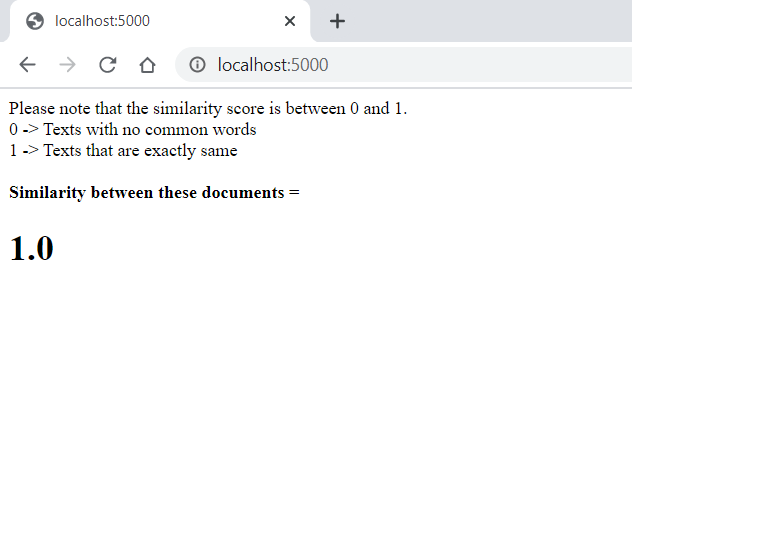 localhost:5000
localhost:5000
Please note that the similarity score is between 0 and 1.
0 -> Texts with no common words
1 -> Texts that are exactly same
Similarity between these documents =
1.0